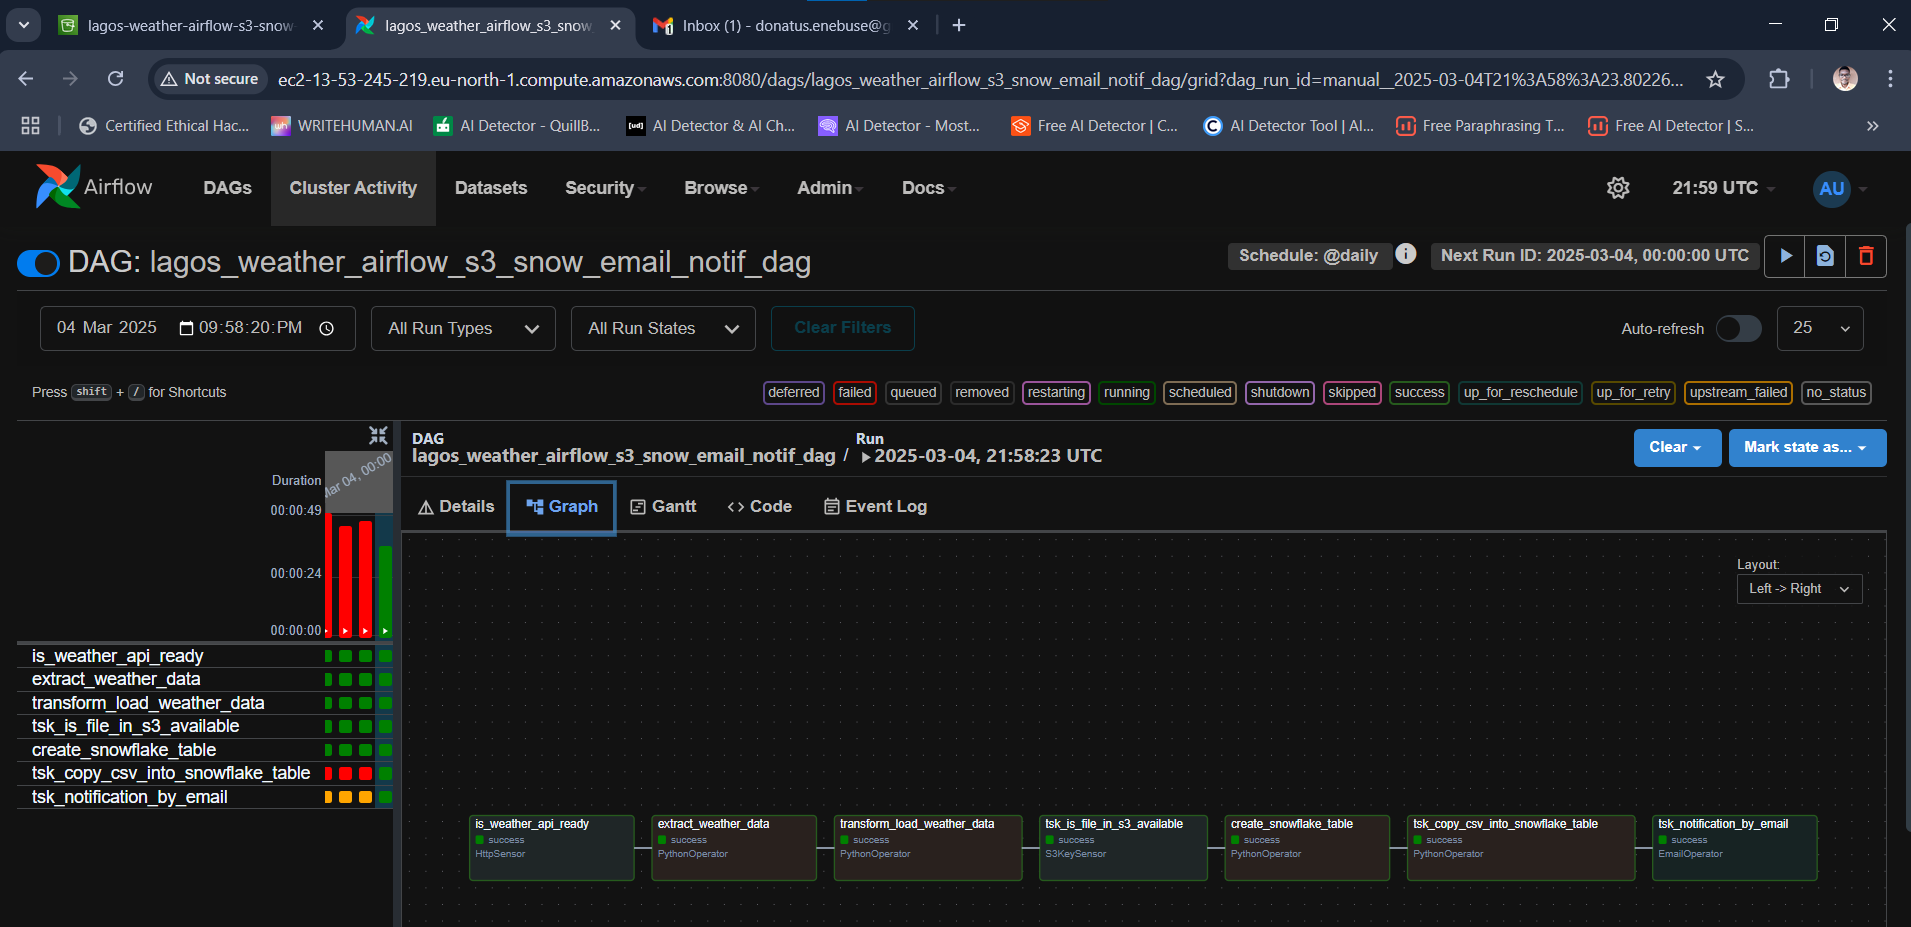 lagos-weather-airflow-s3-snow
lagos_weather_airflow_s3_snow_
Inbox (1) - donatus.enebuse@g
Not secure
ec2-13-53-245-219.eu-north-1.compute.amazonaws.com:8080/dags/lagos_weather_airflow_s3_snow_email_notif_dag/grid?dag_run_id=manual__2025-03-04T21%3A58%3A23.80226...
Certified Ethical Hac...
WRITEHUMAN.AI
AI Detector - QuillB...
AI Detector & AI Ch...
AI Detector - Most...
Free AI Detector | C...
AI Detector Tool | AI...
Free Paraphrasing T...
Free AI Detector | S...
Airflow
DAGs
Cluster Activity
Datasets
Security
Browse
Admin
Docs
21:59 UTC
AU
DAG: lagos_weather_airflow_s3_snow_email_notif_dag
Schedule: @daily
Next Run ID: 2025-03-04, 00:00:00 UTC
04 Mar 2025 09:58:20:PM
All Run Types
All Run States
Clear Filters
Auto-refresh
25
Press shift + / for Shortcuts
deferred
failed
queued
removed
restarting
running
scheduled
shutdown
skipped
success
up_for_reschedule
up_for_retry
upstream_failed
no_status
Duration
Mar 04, 00:00
00:00:49
00:00:24
00:00:00
is_weather_api_ready
extract_weather_data
transform_load_weather_data
tsk_is_file_in_s3_available
create_snowflake_table
tsk_copy_csv_into_snowflake_table
tsk_notification_by_email
DAG
lagos_weather_airflow_s3_snow_email_notif_dag /
Run
2025-03-04, 21:58:23 UTC
Clear
Mark state as...
Details
Graph
Gantt
Code
Event Log
Layout:
Left -> Right
is_weather_api_ready
success
HttpSensor
extract_weather_data
success
PythonOperator
transform_load_weather_data
success
PythonOperator
tsk_is_file_in_s3_available
success
S3KeySensor
create_snowflake_table
success
PythonOperator
tsk_copy_csv_into_snowflake_table
success
PythonOperator
tsk_notification_by_email
success
EmailOperator